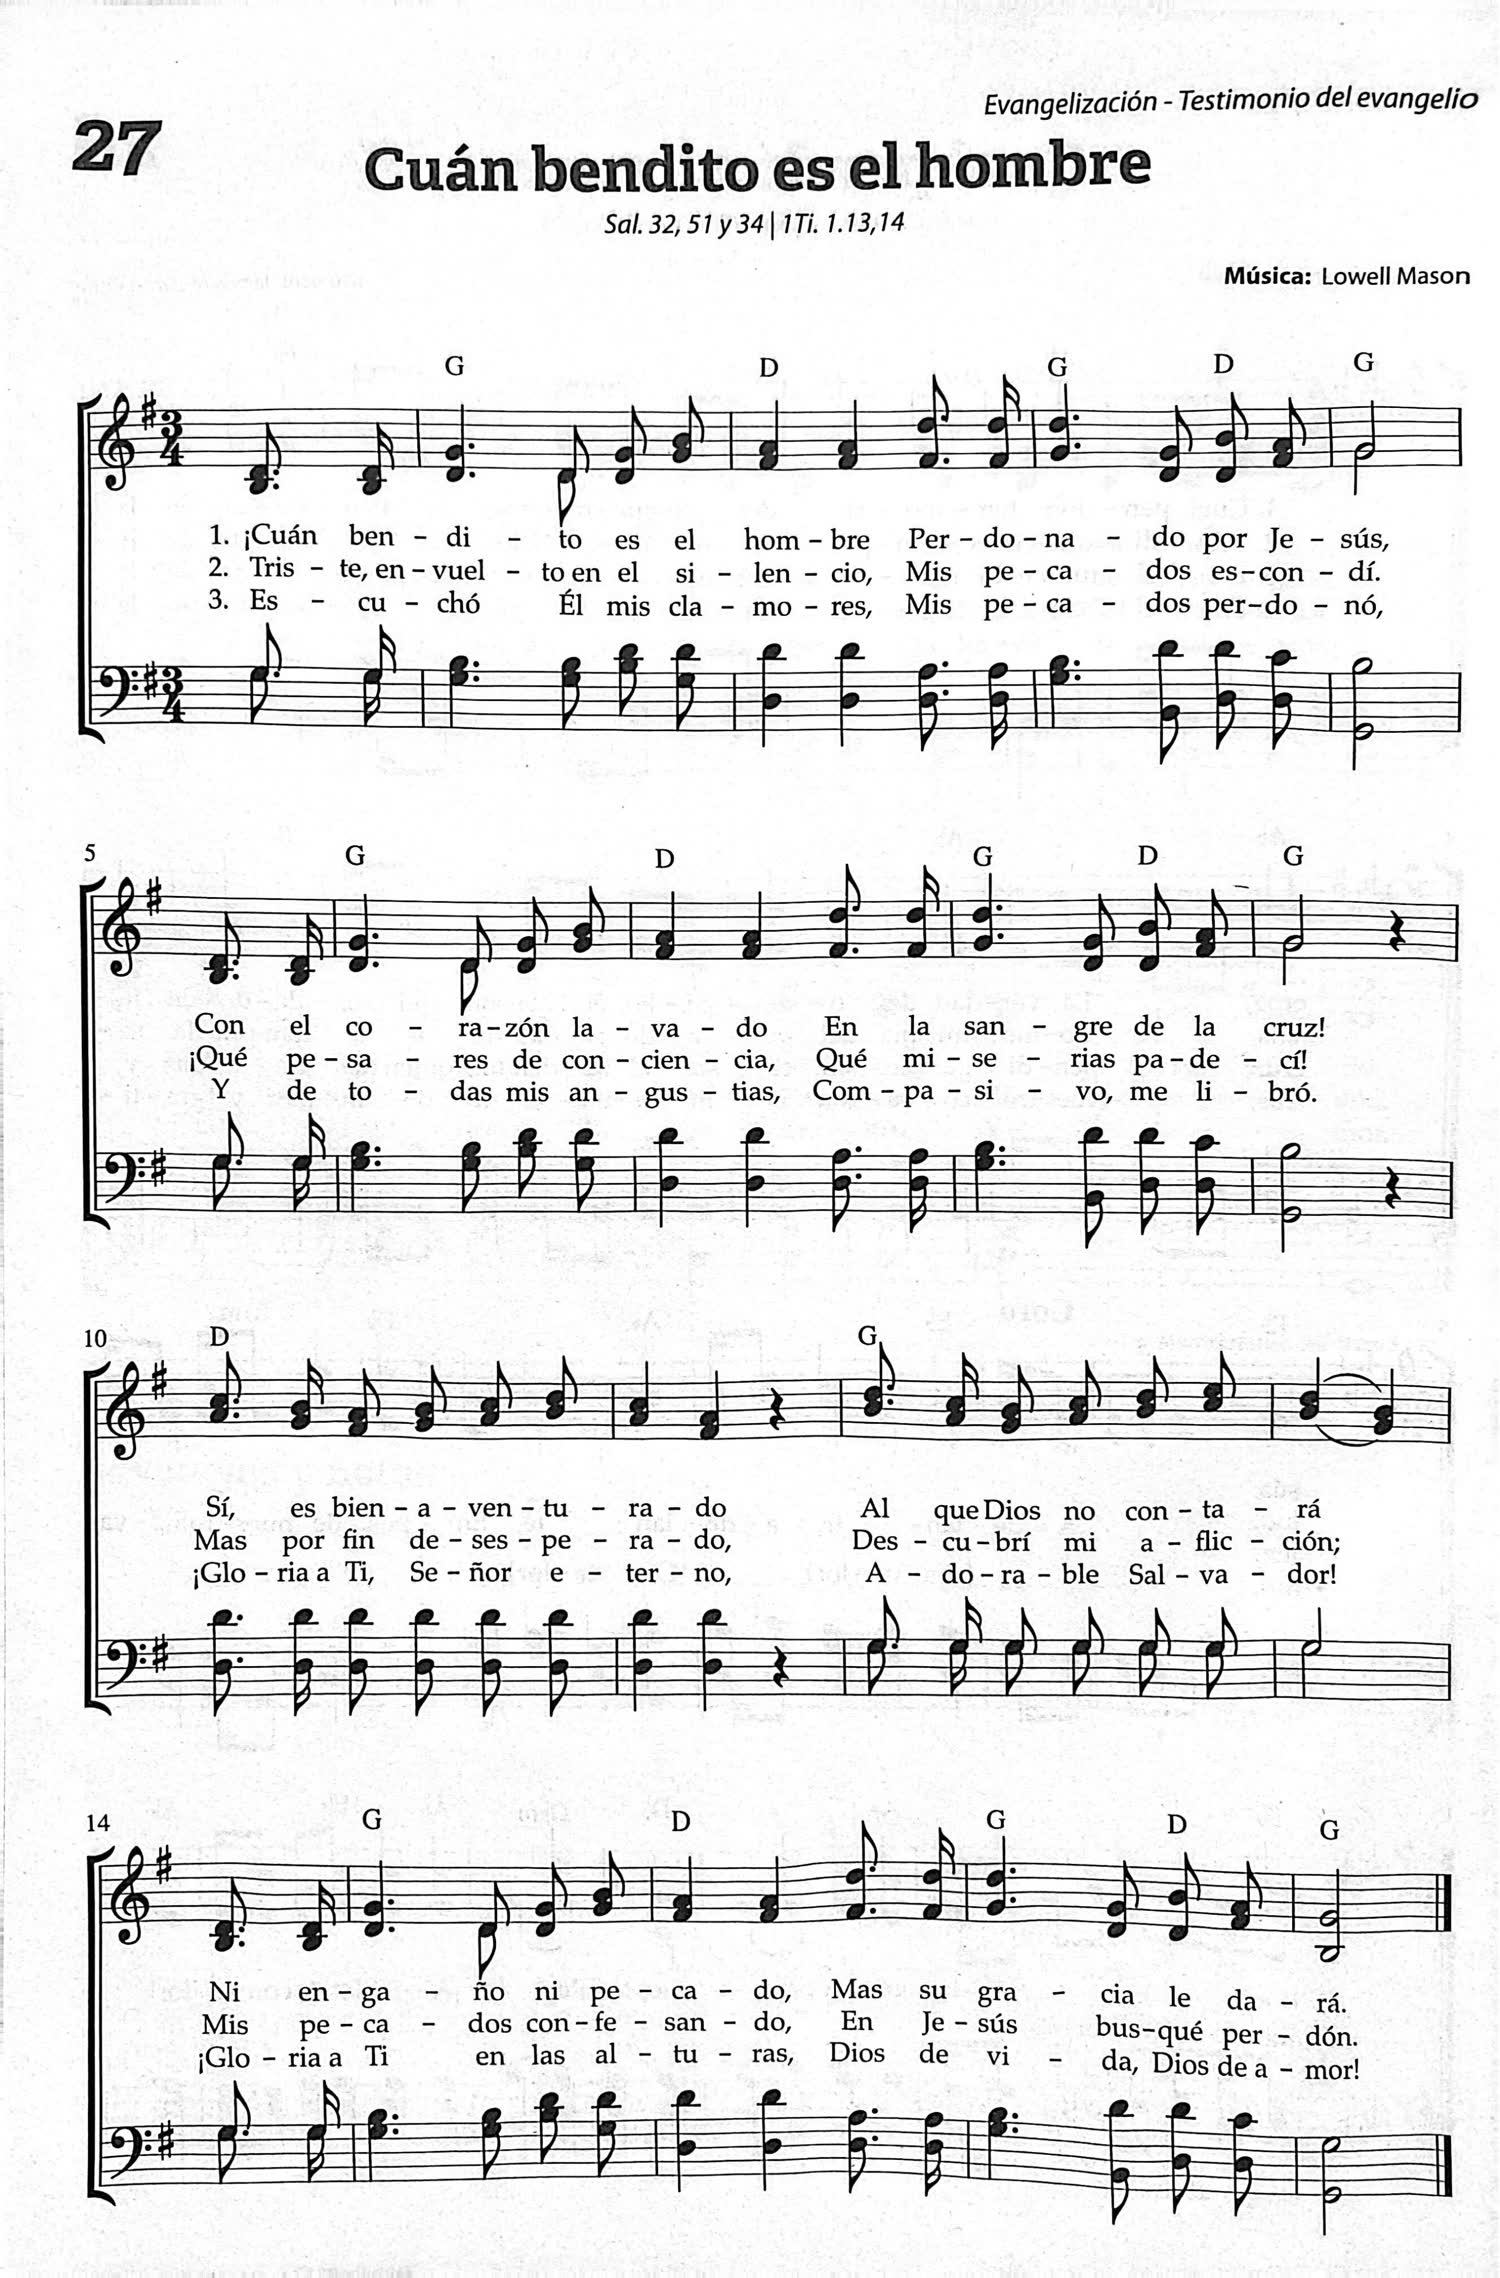 Evangelización - Testimonio del evangelio
27
Cuán bendito es el hombre
Sal. 32, 51 y 34 | 1Ti. 1.13,14
Música: Lowell Mason
G D G D G
3 4
1. ¡Cuán ben – di – to es el hom – bre Per – do – na – do por Je – sús,
2. Tris – te, en – vuel – to en el si – len – cio, Mis pe – ca – dos es – con – dí.
3. Es – cu – chó Él mis cla – mo – res, Mis pe – ca – dos per – do – nó,
3 4
5
G D G D G
Con el co – ra – zón la – va – do En la san – gre de la cruz!
¡Qué pe – sa – res de con – cien – cia, Qué mi – se – rias pa – de – cí!
Y de to – das mis an – gus – tias, Com – pa – si – vo, me li – bró.
10
D G
Sí, es bien – a – ven – tu – ra – do Al que Dios no con – ta – rá
Mas por fin de – ses – pe – ra – do, Des – cu – brí mi a – flic – ción;
¡Glo – ria a Ti, Se – ñor e – ter – no, A – do – ra – ble Sal – va – dor!
14
G D G D G
Ni en – ga – ño ni pe – ca – do, Mas su gra – cia le da – rá.
Mis pe – ca – dos con – fe – san – do, En Je – sús bus – qué per – dón.
¡Glo – ria a Ti en las al – tu – ras, Dios de vi – da, Dios de a – mor!